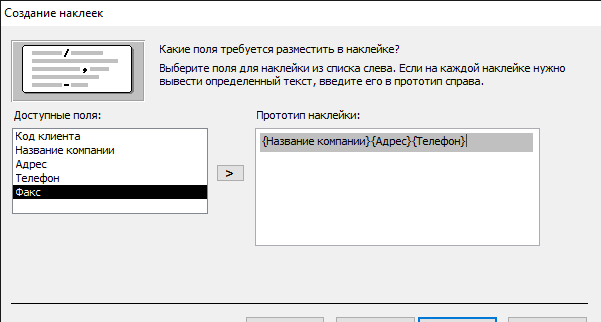 Создание наклеек
Какие поля требуется разместить в наклейке?
Выберите поля для наклейки из списка слева. Если на каждой наклейке нужно
вывести определенный текст, введите его в прототип справа.
Доступные поля:
Код клиента
Название компании
Адрес
Телефон
Факс
>
Прототип наклейки:
{Название компании}{Адрес}{Телефон}